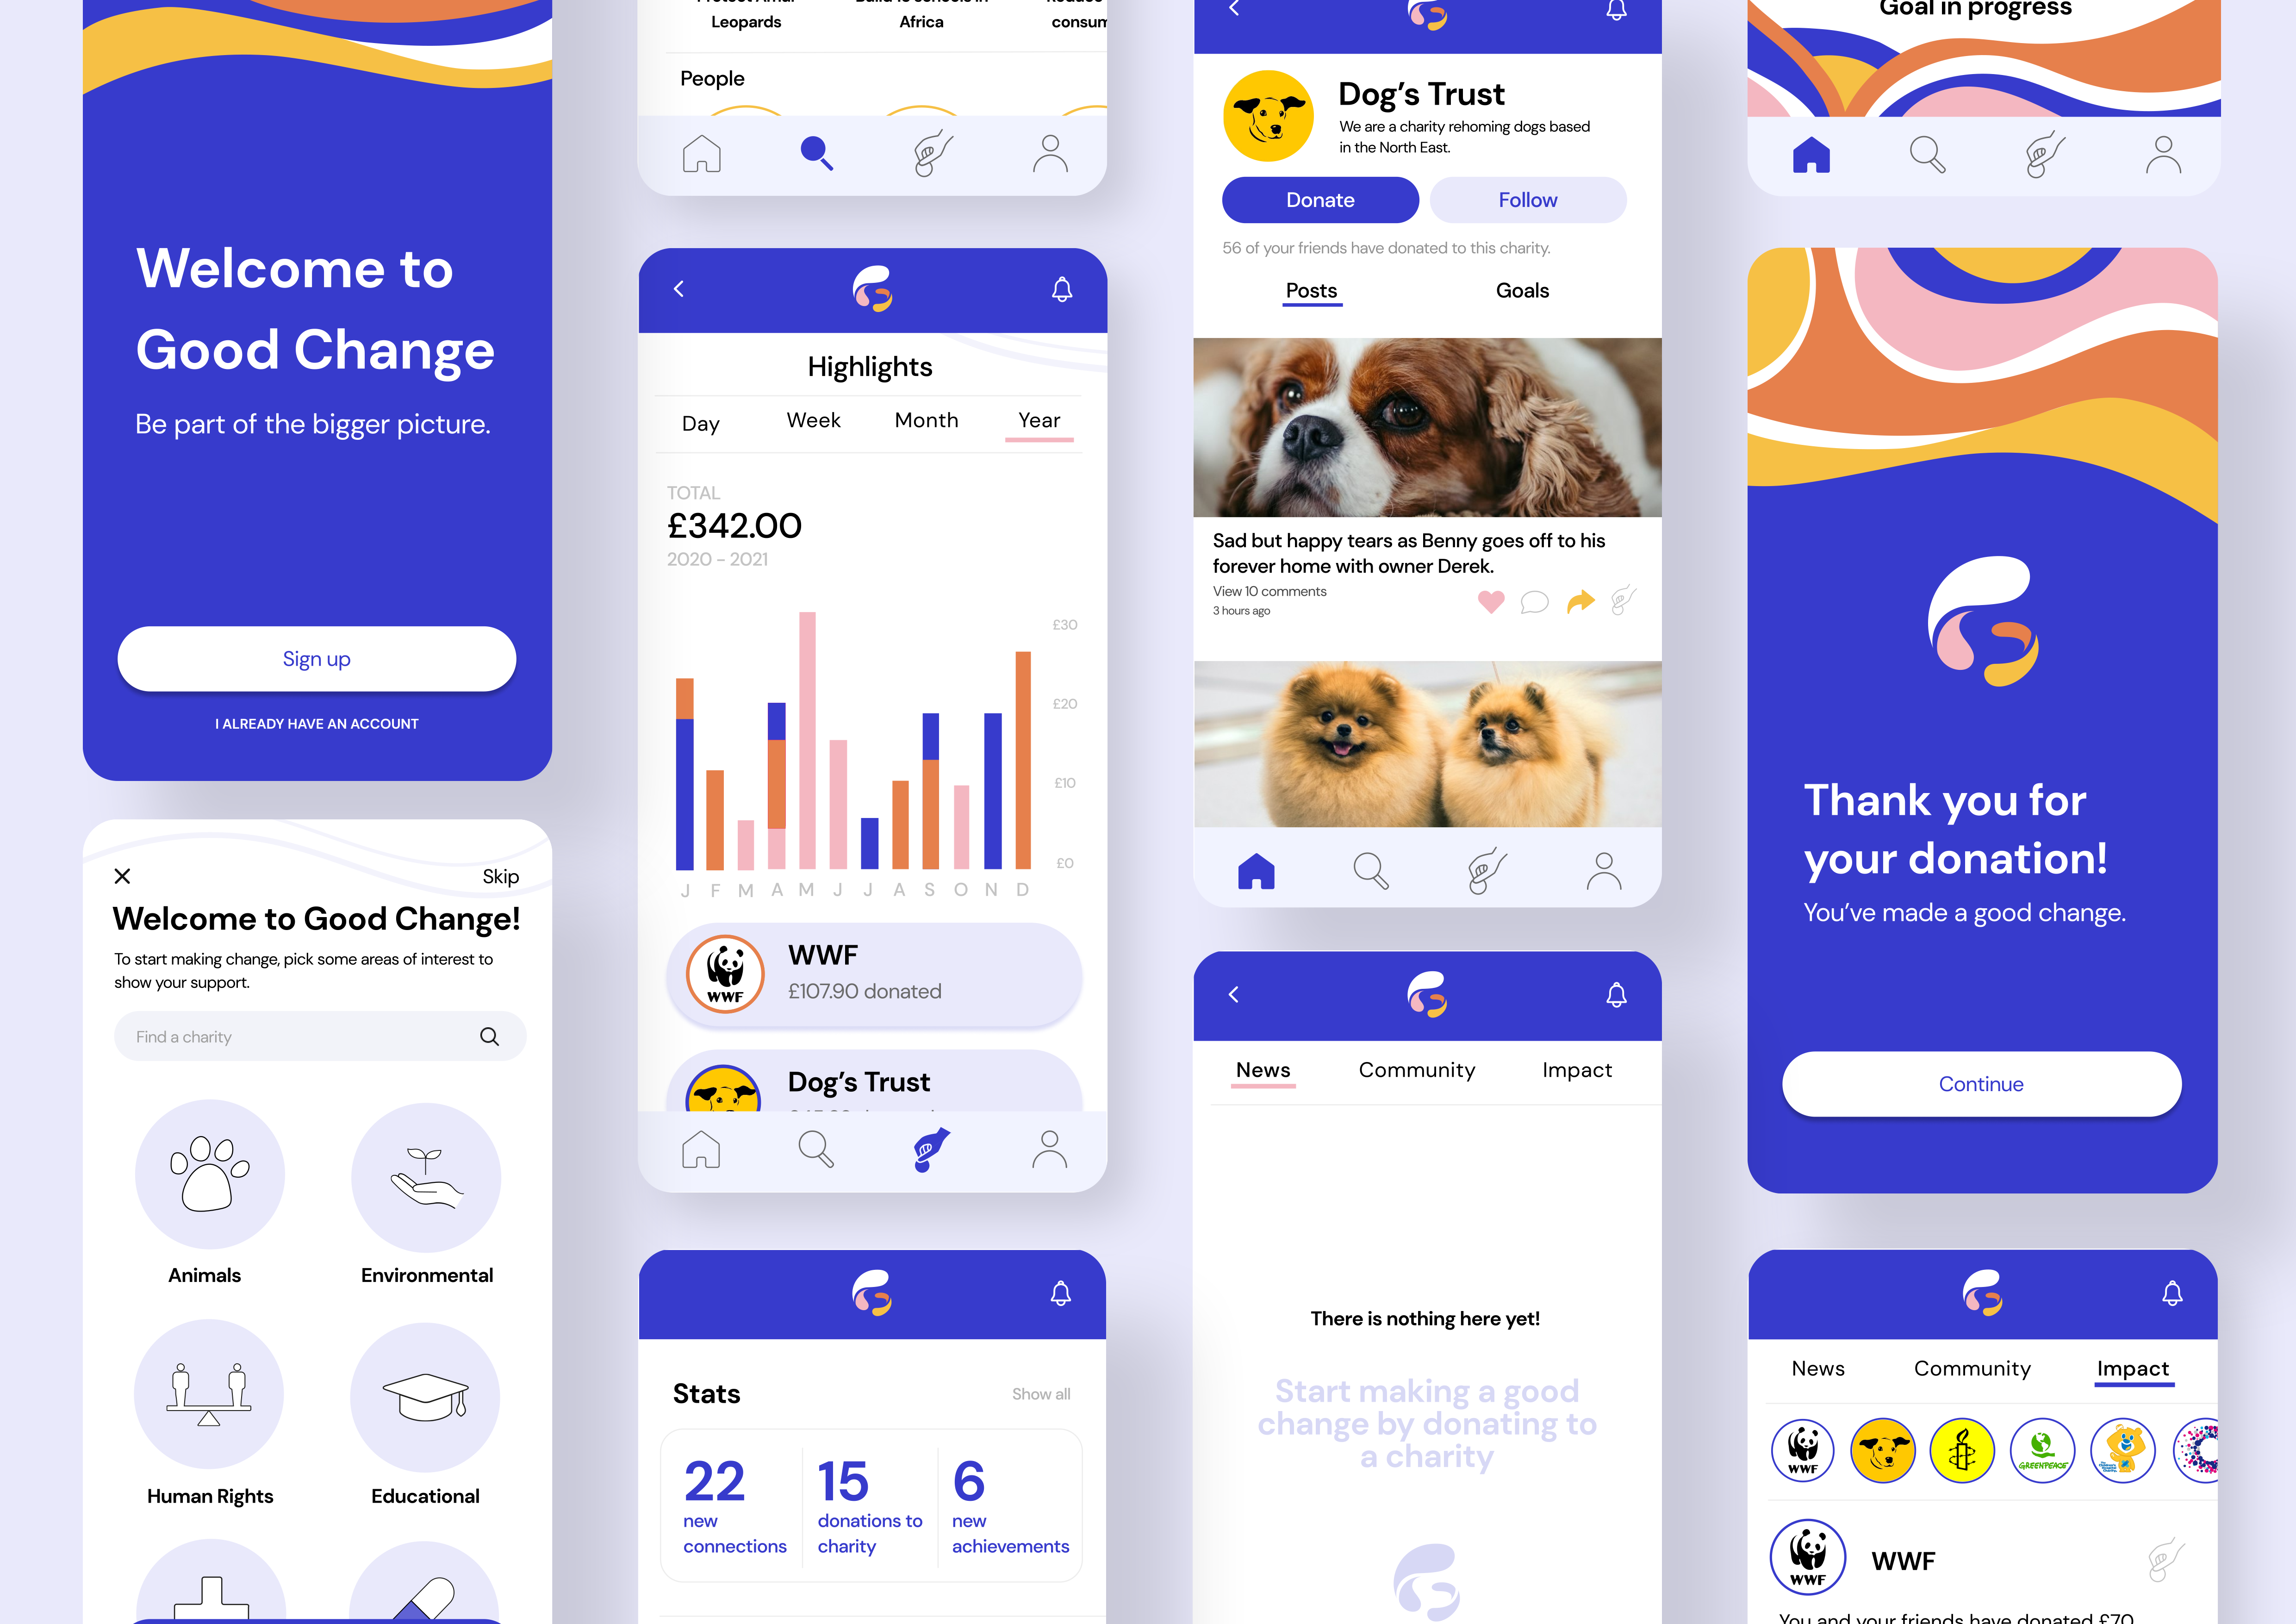 Welcome to
Good Change
Be part of the bigger picture.
Sign up
I ALREADY HAVE AN ACCOUNT
Skip
Welcome to Good Change!
To start making change, pick some areas of interest to
show your support.
Find a charity
Animals
Environmental
Human Rights
Educational
Protect Amur
Leopards
Build 10 schools in
Africa
Reduce
consum
People
Highlights
Day
Week
Month
Year
TOTAL
£342.00
2020 - 2021
£30
£20
£10
£0
J F M A M J J A S O N D
WWF
WWF
£107.90 donated
Dog’s Trust
Stats
Show all
22
new
connections
15
donations to
charity
6
new
achievements
Dog’s Trust
We are a charity rehoming dogs based
in the North East.
Donate
Follow
56 of your friends have donated to this charity.
Posts
Goals
Sad but happy tears as Benny goes off to his
forever home with owner Derek.
View 10 comments
3 hours ago
News
Community
Impact
There is nothing here yet!
Start making a good
change by donating to
a charity
Goal in progress
Thank you for
your donation!
You’ve made a good change.
Continue
News
Community
Impact
WWF
GREENPEACE
WWF
WWF
You and your friends have donated £70